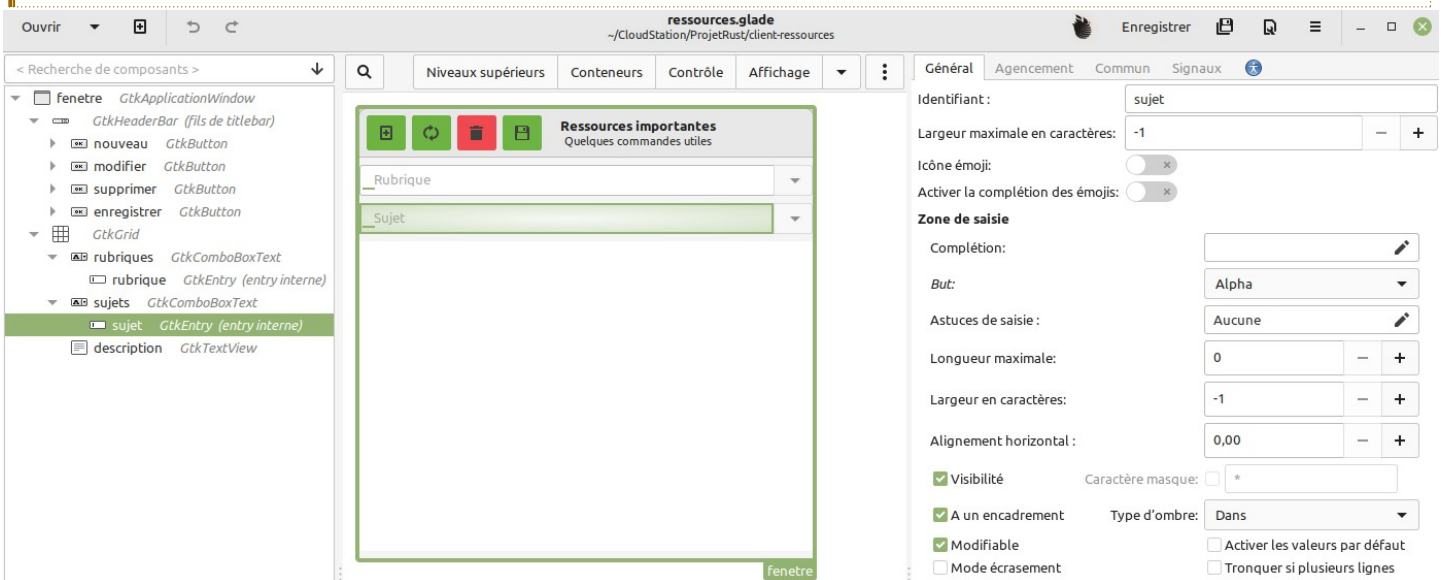 Ouvrir
ressources.glade
~/CloudStation/ProjetRust/client-ressources
Enregistrer
< Recherche de composants >
fenetre GtkApplicationWindow
GtkHeaderBar (fils de titlebar)
nouveau GtkButton
modifier GtkButton
supprimer GtkButton
enregistrer GtkButton
GtkGrid
rubriques GtkComboBoxText
rubrique GtkEntry (entry interne)
sujets GtkComboBoxText
sujet GtkEntry (entry interne)
description GtkTextView
Niveaux supérieurs Conteneurs Contrôle Affichage
Ressources importantes
Quelques commandes utiles
_Rubrique
_Sujet
fenetre
Général Agencement Commun Signaux
Identifiant : sujet
Largeur maximale en caractères: -1 − +
Icône émoji:
Activer la complétion des émojis:
Zone de saisie
Complétion:
But: Alpha
Astuces de saisie : Aucune
Longueur maximale: 0 − +
Largeur en caractères: -1 − +
Alignement horizontal : 0,00 − +
Visibilité Caractère masque: *
A un encadrement Type d'ombre: Dans
Modifiable Activer les valeurs par défaut
Mode écrasement Tronquer si plusieurs lignes